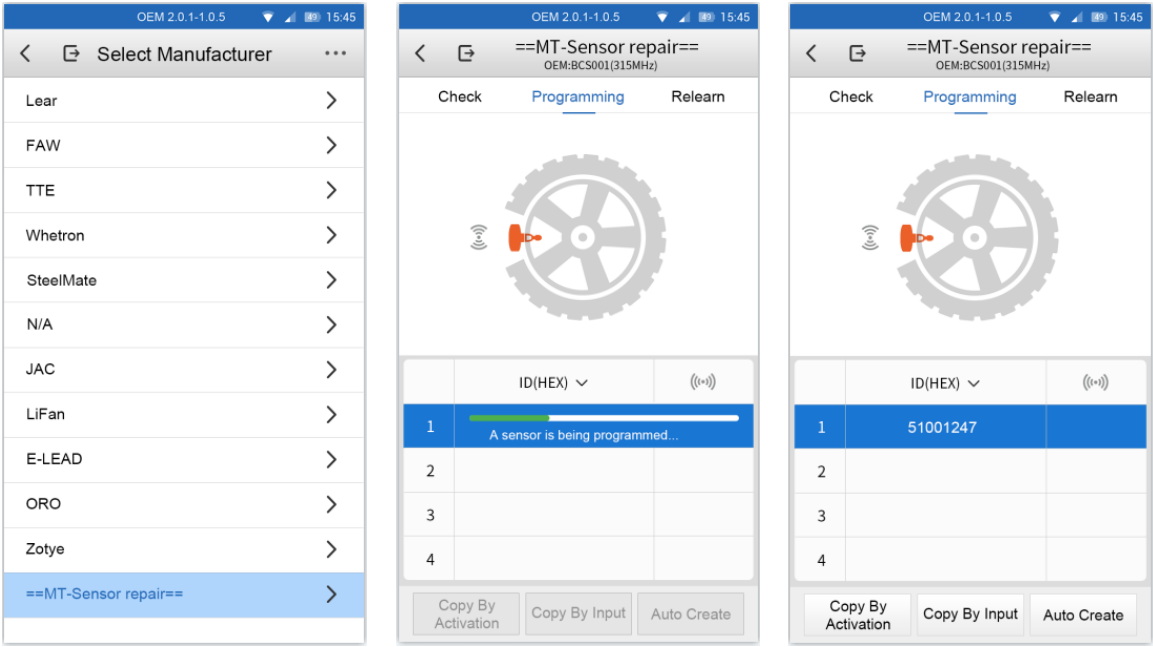 OEM 2.0.1-1.0.5 49 15:45
Select Manufacturer
Lear
FAW
TTE
Whetron
SteelMate
N/A
JAC
LiFan
E-LEAD
ORO
Zotye
==MT-Sensor repair==
OEM 2.0.1-1.0.5 49 15:45
==MT-Sensor repair==
OEM:BCS001(315MHz)
Check Programming Relearn
ID(HEX)
1 A sensor is being programmed...
2
3
4
Copy By
Activation
Copy By Input
Auto Create
OEM 2.0.1-1.0.5 49 15:45
==MT-Sensor repair==
OEM:BCS001(315MHz)
Check Programming Relearn
ID(HEX)
1 51001247
2
3
4
Copy By
Activation
Copy By Input
Auto Create